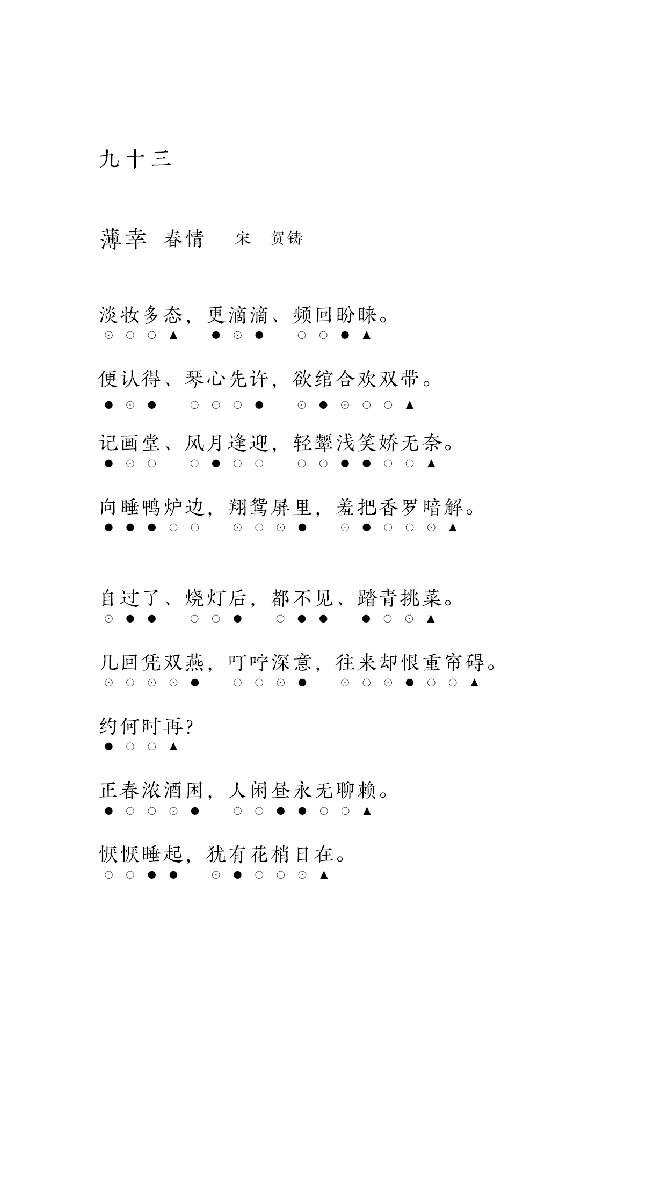 九十三
薄幸 春情 宋 贺铸
淡妆多态，更滴滴、频回盼睐。
⊙○○▲ ●⊙● ○○●▲
便认得、琴心先许，欲绾合欢双带。
●⊙● ○○○● ⊙●⊙○○▲
记画堂、风月逢迎，轻颦浅笑娇无奈。
●⊙○ ○●○○ ○○●●○○▲
向睡鸭炉边，翔鸳屏里，羞把香罗暗解。
●●●○○ ⊙○⊙● ⊙●○○⊙▲
自过了、烧灯后，都不见、踏青挑菜。
⊙●● ○○● ○●● ●○⊙▲
几回凭双燕，叮咛深意，往来却恨重帘碍。
⊙○⊙⊙● ○○⊙● ⊙○⊙●○○▲
约何时再？
●○○▲
正春浓酒困，人闲昼永无聊赖。
●○○⊙● ○○●●○○▲
恹恹睡起，犹有花梢日在。
○○●● ⊙●○○⊙▲